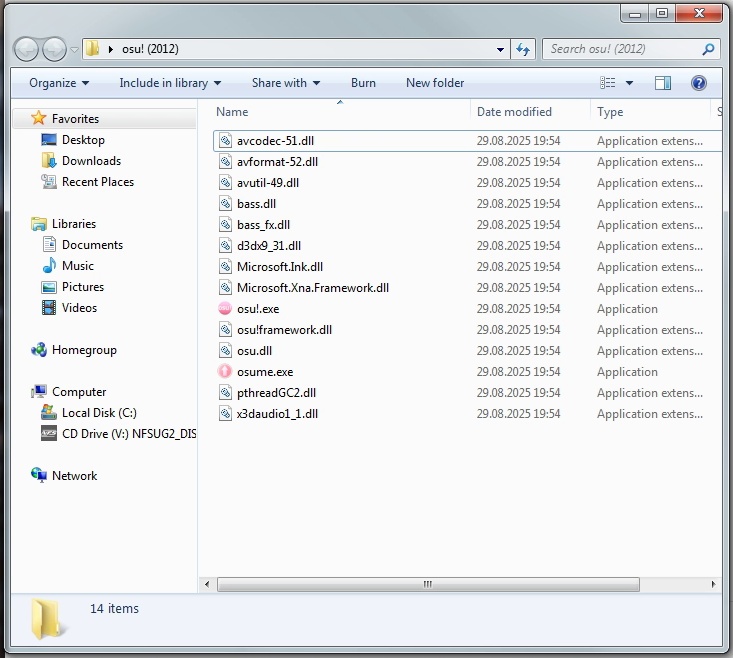 osu! (2012)
Search osu! (2012)
Organize Include in library Share with Burn New folder
Name Date modified Type S
Favorites
Desktop
Downloads
Recent Places
Libraries
Documents
Music
Pictures
Videos
Homegroup
Computer
Local Disk (C:)
CD Drive (V:) NFSUG2_DIS
Network
avcodec-51.dll 29.08.2025 19:54 Application extens...
avformat-52.dll 29.08.2025 19:54 Application extens...
avutil-49.dll 29.08.2025 19:54 Application extens...
bass.dll 29.08.2025 19:54 Application extens...
bass_fx.dll 29.08.2025 19:54 Application extens...
d3dx9_31.dll 29.08.2025 19:54 Application extens...
Microsoft.Ink.dll 29.08.2025 19:54 Application extens...
Microsoft.Xna.Framework.dll 29.08.2025 19:54 Application extens...
osu!.exe 29.08.2025 19:54 Application
osu!framework.dll 29.08.2025 19:54 Application extens...
osu.dll 29.08.2025 19:54 Application extens...
osume.exe 29.08.2025 19:54 Application
pthreadGC2.dll 29.08.2025 19:54 Application extens...
x3daudio1_1.dll 29.08.2025 19:54 Application extens...
14 items